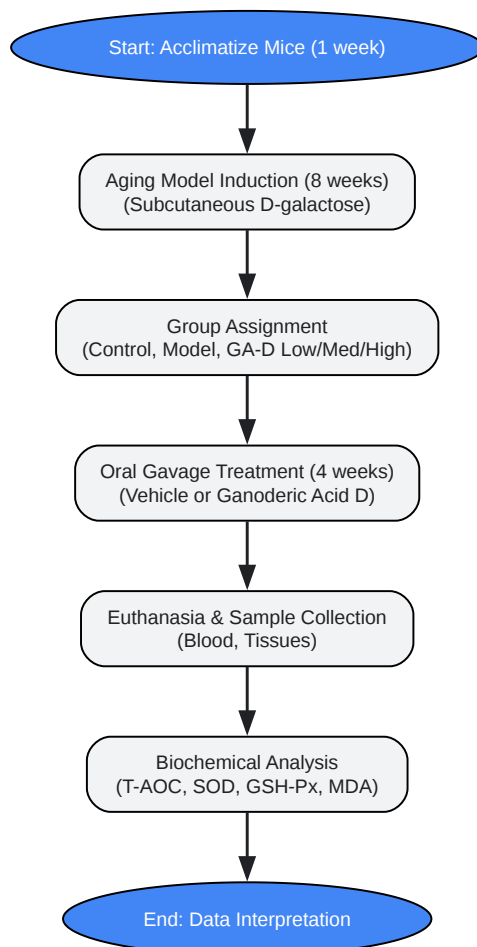 Start: Acclimatize Mice (1 week)
Aging Model Induction (8 weeks)
(Subcutaneous D-galactose)
Group Assignment
(Control, Model, GA-D Low/Med/High)
Oral Gavage Treatment (4 weeks)
(Vehicle or Ganoderic Acid D)
Euthanasia & Sample Collection
(Blood, Tissues)
Biochemical Analysis
(T-AOC, SOD, GSH-Px, MDA)
End: Data Interpretation